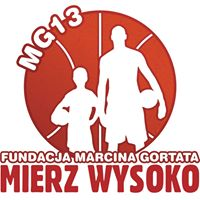 MG13
FUNDACJA MARCINA GORTATA
MIERZ WYSOKO